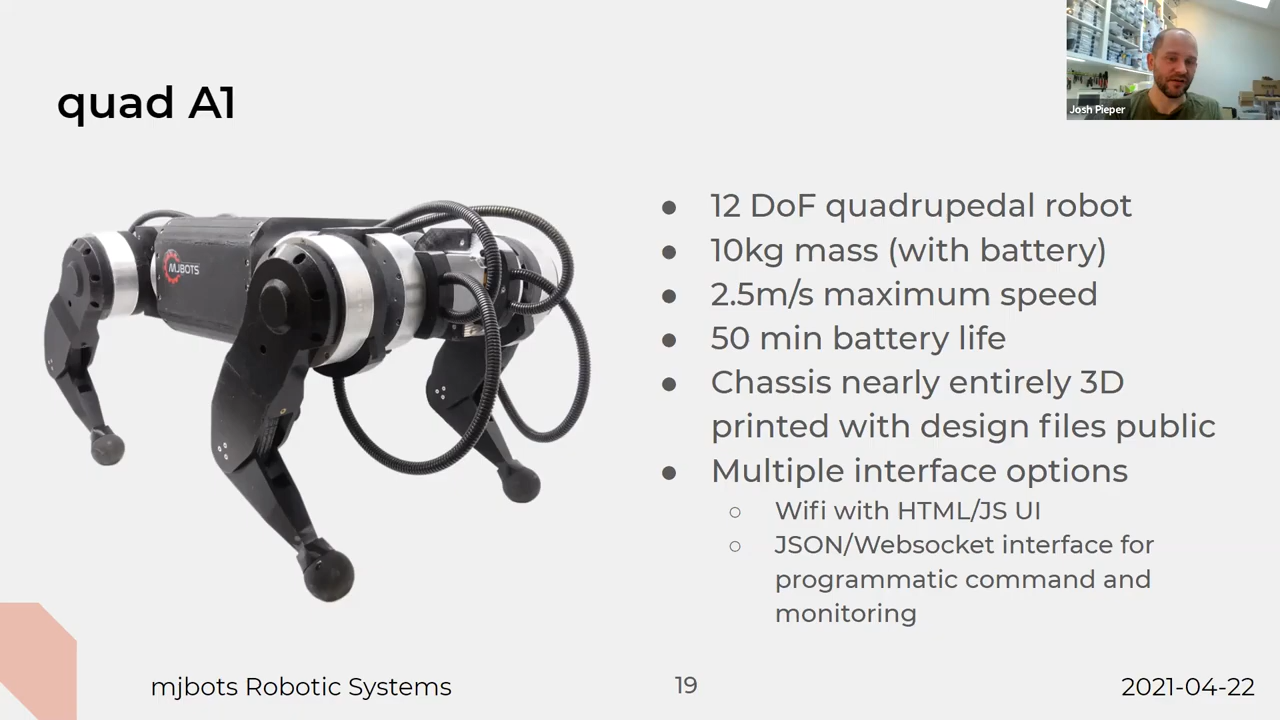 quad A1
Josh Pieper
MJBOTS
● 12 DoF quadrupedal robot
● 10kg mass (with battery)
● 2.5m/s maximum speed
● 50 min battery life
● Chassis nearly entirely 3D
printed with design files public
● Multiple interface options
○ Wifi with HTML/JS UI
○ JSON/Websocket interface for
programmatic command and
monitoring
mjbots Robotic Systems
19
2021-04-22